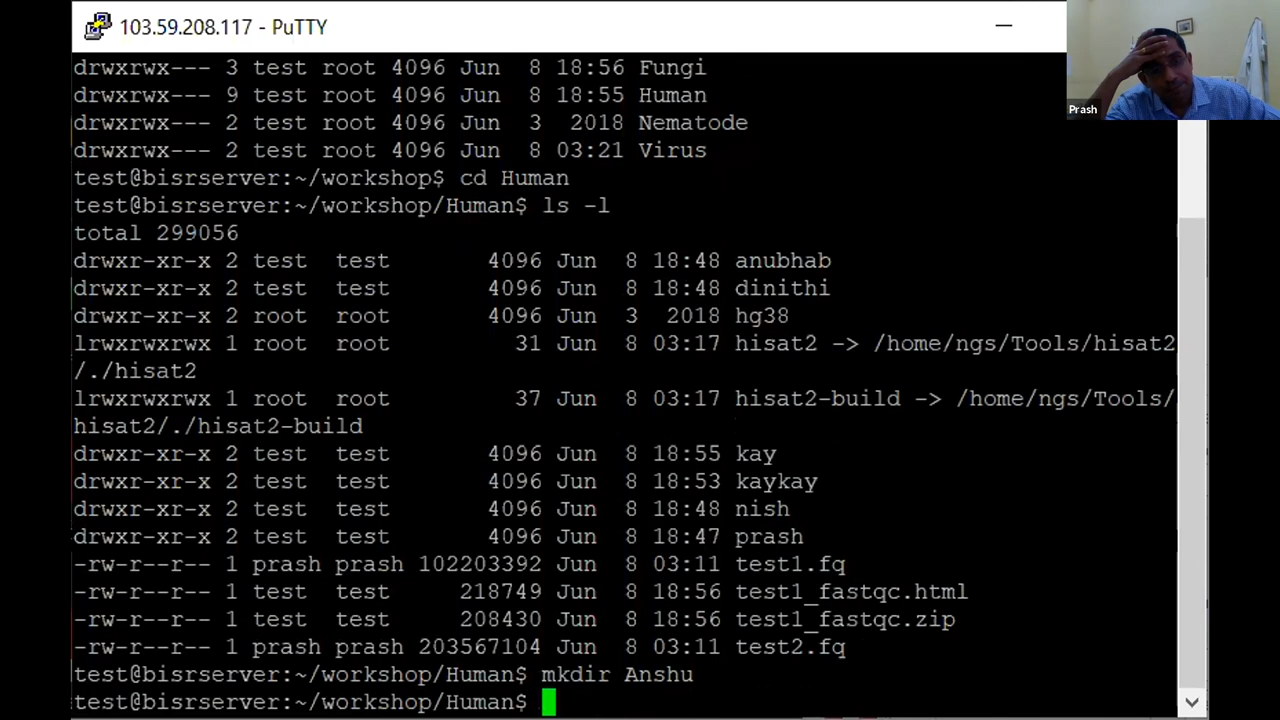 103.59.208.117 - PuTTY
Prash
drwxrwx--- 3 test root 4096 Jun  8 18:56 Fungi
drwxrwx--- 9 test root 4096 Jun  8 18:55 Human
drwxrwx--- 2 test root 4096 Jun  3  2018 Nematode
drwxrwx--- 2 test root 4096 Jun  8 03:21 Virus
test@bisrserver:~/workshop$ cd Human
test@bisrserver:~/workshop/Human$ ls -l
total 299056
drwxr-xr-x 2 test  test       4096 Jun  8 18:48 anubhab
drwxr-xr-x 2 test  test       4096 Jun  8 18:48 dinithi
drwxr-xr-x 2 root  root       4096 Jun  3  2018 hg38
lrwxrwxrwx 1 root  root         31 Jun  8 03:17 hisat2 -> /home/ngs/Tools/hisat2
/./hisat2
lrwxrwxrwx 1 root  root         37 Jun  8 03:17 hisat2-build -> /home/ngs/Tools/
hisat2/./hisat2-build
drwxr-xr-x 2 test  test       4096 Jun  8 18:55 kay
drwxr-xr-x 2 test  test       4096 Jun  8 18:53 kaykay
drwxr-xr-x 2 test  test       4096 Jun  8 18:48 nish
drwxr-xr-x 2 test  test       4096 Jun  8 18:47 prash
-rw-r--r-- 1 prash prash 102203392 Jun  8 03:11 test1.fq
-rw-r--r-- 1 test  test     218749 Jun  8 18:56 test1_fastqc.html
-rw-r--r-- 1 test  test     208430 Jun  8 18:56 test1_fastqc.zip
-rw-r--r-- 1 prash prash 203567104 Jun  8 03:11 test2.fq
test@bisrserver:~/workshop/Human$ mkdir Anshu
test@bisrserver:~/workshop/Human$